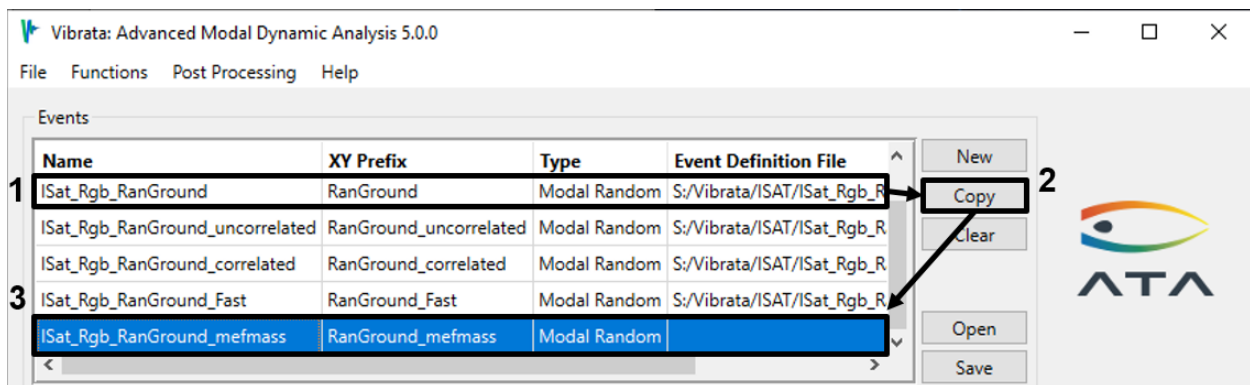 Vibrata: Advanced Modal Dynamic Analysis 5.0.0
File Functions Post Processing Help
Events
Name XY Prefix Type Event Definition File New
1 ISat_Rgb_RanGround RanGround Modal Random S:/Vibrata/ISAT/ISat_Rgb_R Copy 2
ISat_Rgb_RanGround_uncorrelated RanGround_uncorrelated Modal Random S:/Vibrata/ISAT/ISat_Rgb_R Clear
ISat_Rgb_RanGround_correlated RanGround_correlated Modal Random S:/Vibrata/ISAT/ISat_Rgb_R
ATA
3 ISat_Rgb_RanGround_Fast RanGround_Fast Modal Random S:/Vibrata/ISAT/ISat_Rgb_R
ISat_Rgb_RanGround_mefmass RanGround_mefmass Modal Random Open
Save